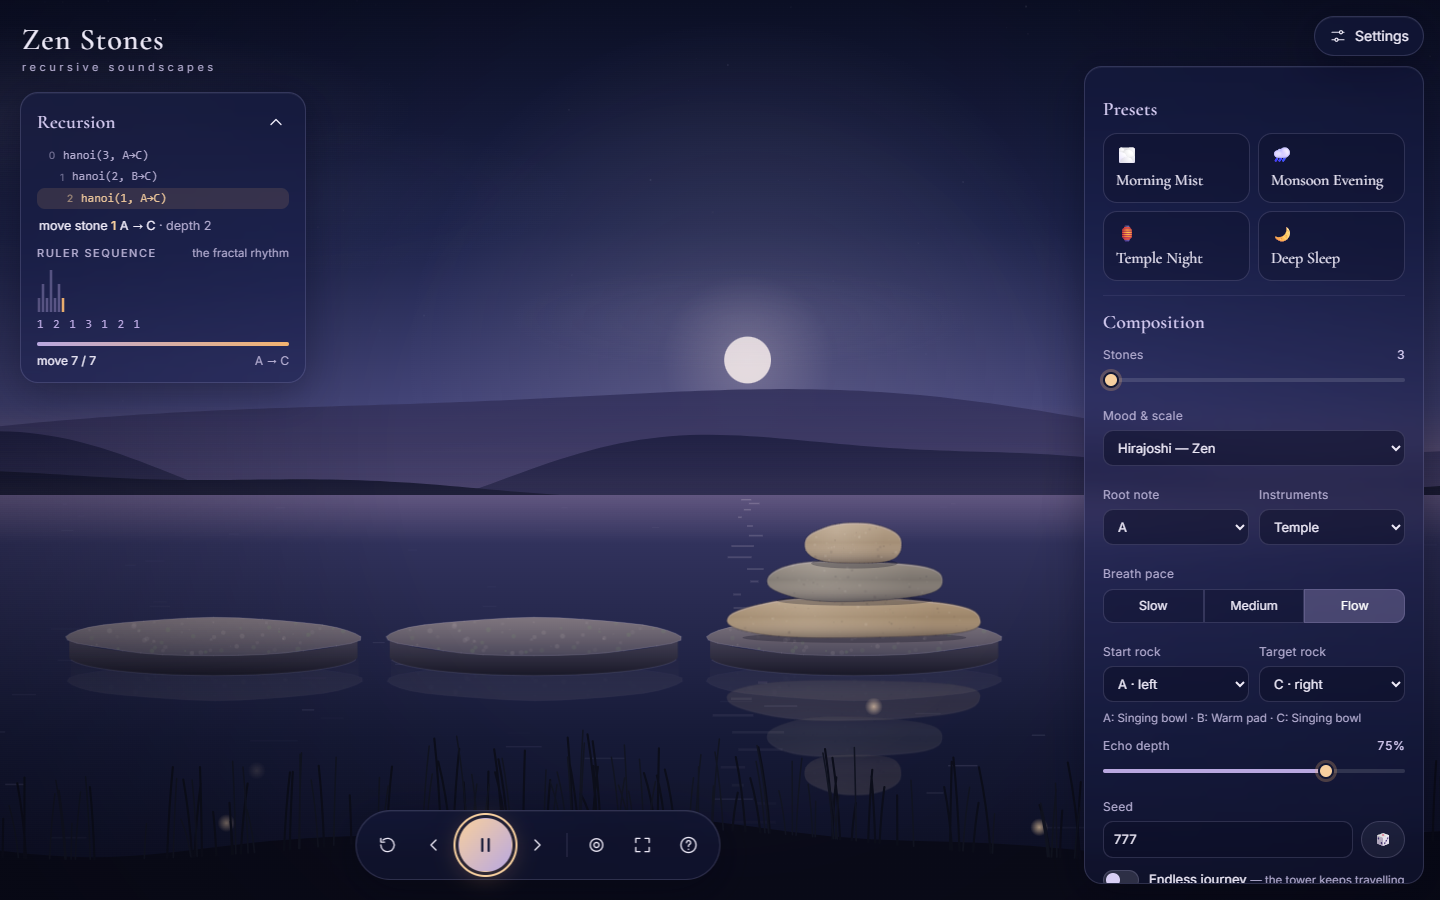 Zen Stones
recursive soundscapes
Settings
Recursion
0 hanoi(3, A→C)
1 hanoi(2, B→C)
2 hanoi(1, A→C)
move stone 1 A → C · depth 2
RULER SEQUENCE the fractal rhythm
1 2 1 3 1 2 1
move 7 / 7 A → C
Presets
Morning Mist
Monsoon Evening
Temple Night
Deep Sleep
Composition
Stones 3
Mood & scale
Hirajoshi — Zen
Root note Instruments
A Temple
Breath pace
Slow Medium Flow
Start rock Target rock
A · left C · right
A: Singing bowl · B: Warm pad · C: Singing bowl
Echo depth 75%
Seed
777
Endless journey — the tower keeps travelling